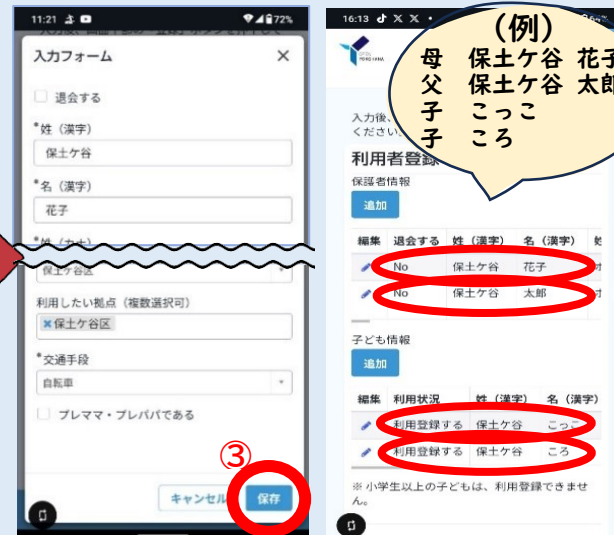 11:21
72%
入力フォーム
×
退会する
*姓（漢字）
保土ケ谷
*名（漢字）
花子
保土ケ谷区
利用したい拠点（複数選択可）
×保土ケ谷区
*交通手段
自転車
プレママ・プレパパである
③
キャンセル
保存
16:13
（例）
母 保土ケ谷 花子
父 保土ケ谷 太郎
子 こっこ
子 ころ
入力後、
ください
利用者登録
保護者情報
追加
編集 退会する 姓（漢字） 名（漢字） 姓
No 保土ケ谷 花子
No 保土ケ谷 太郎
子ども情報
追加
編集 利用状況 姓（漢字） 名（漢字）
利用登録する 保土ケ谷 こっこ
利用登録する 保土ケ谷 ころ
※ 小学生以上の子どもは、利用登録できませ
ん。